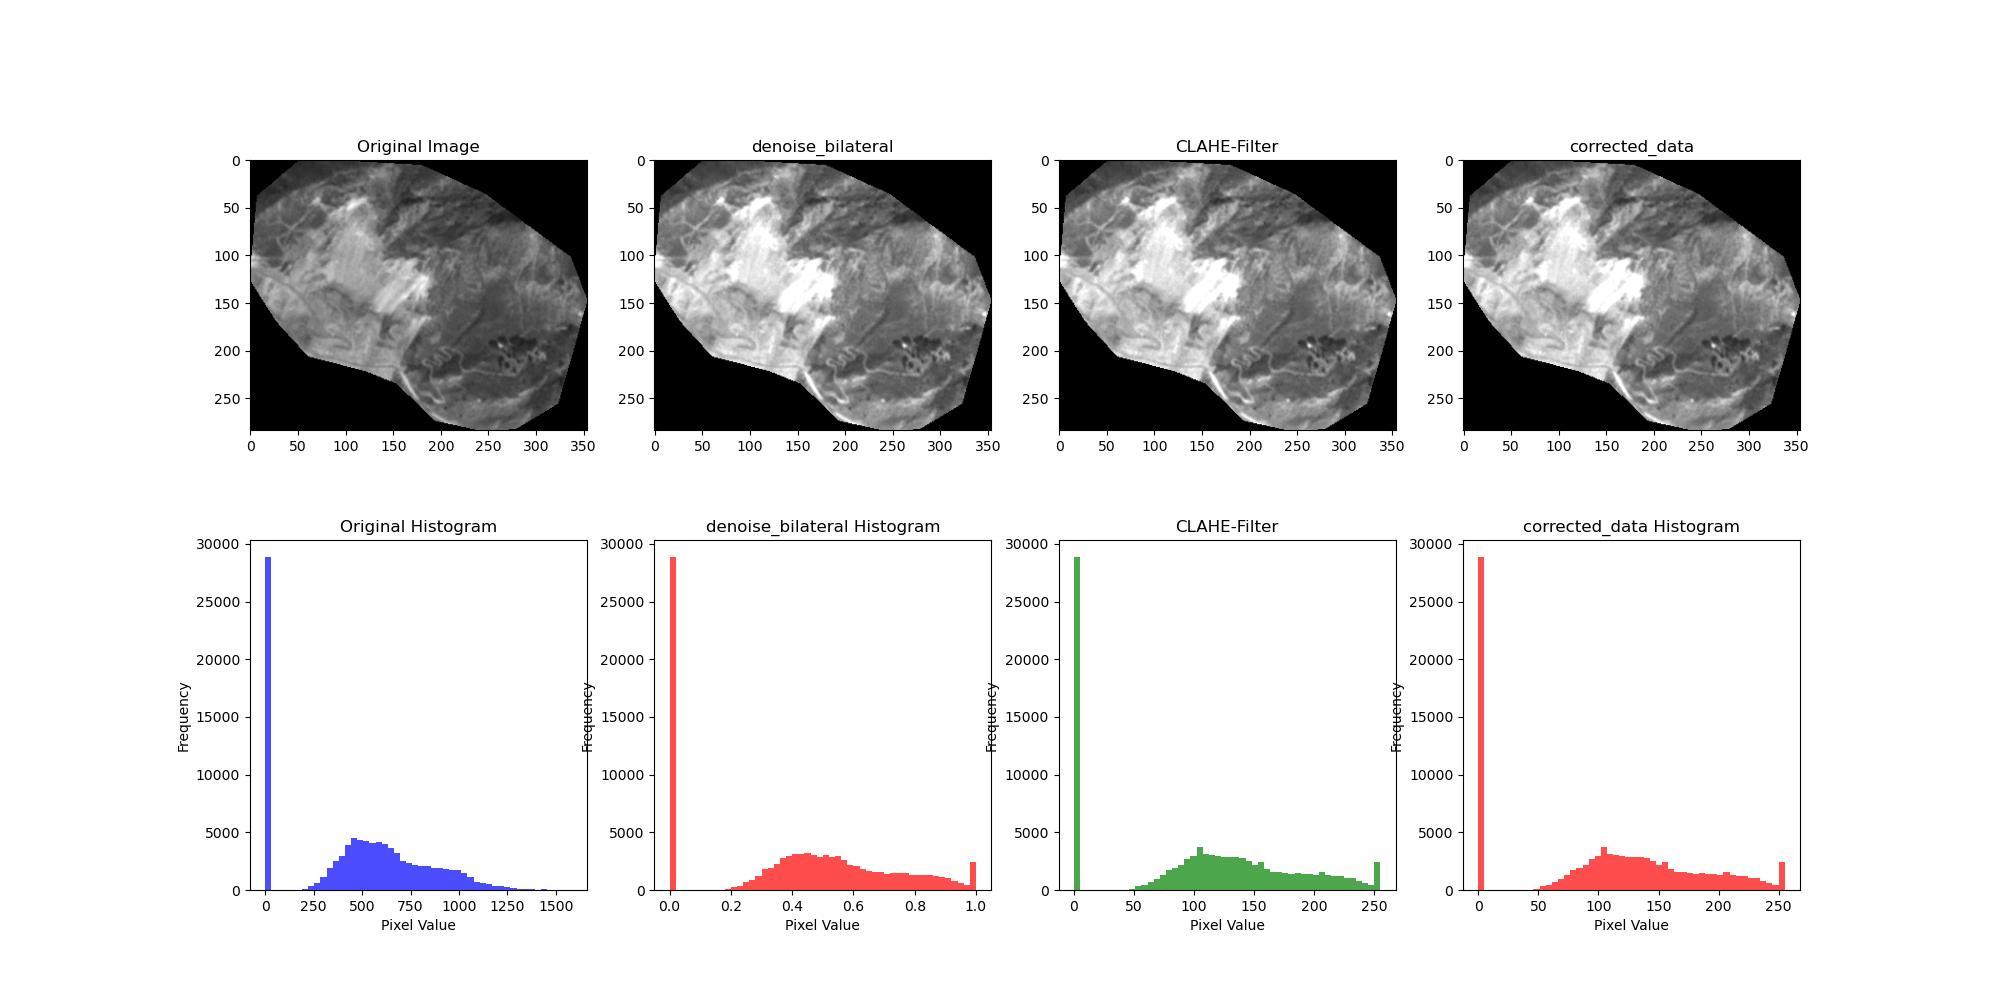 Original Image
denoise_bilateral
CLAHE-Filter
corrected_data
0
50
100
150
200
250
0 50 100 150 200 250 300 350
0
50
100
150
200
250
0 50 100 150 200 250 300 350
0
50
100
150
200
250
0 50 100 150 200 250 300 350
0
50
100
150
200
250
0 50 100 150 200 250 300 350
Original Histogram
30000
25000
20000
15000
10000
5000
0
Frequency
0 250 500 750 1000 1250 1500
Pixel Value
denoise_bilateral Histogram
30000
25000
20000
15000
10000
5000
0
Frequency
0.0 0.2 0.4 0.6 0.8 1.0
Pixel Value
CLAHE-Filter
30000
25000
20000
15000
10000
5000
0
Frequency
0 50 100 150 200 250
Pixel Value
corrected_data Histogram
30000
25000
20000
15000
10000
5000
0
Frequency
0 50 100 150 200 250
Pixel Value